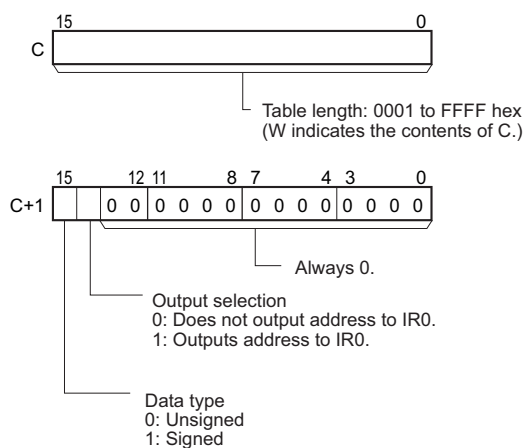 15 0
C
Table length: 0001 to FFFF hex
(W indicates the contents of C.)
15 12 11 8 7 4 3 0
C+1 0 0 0 0 0 0 0 0 0 0 0 0 0 0
Always 0.
Output selection
0: Does not output address to IR0.
1: Outputs address to IR0.
Data type
0: Unsigned
1: Signed